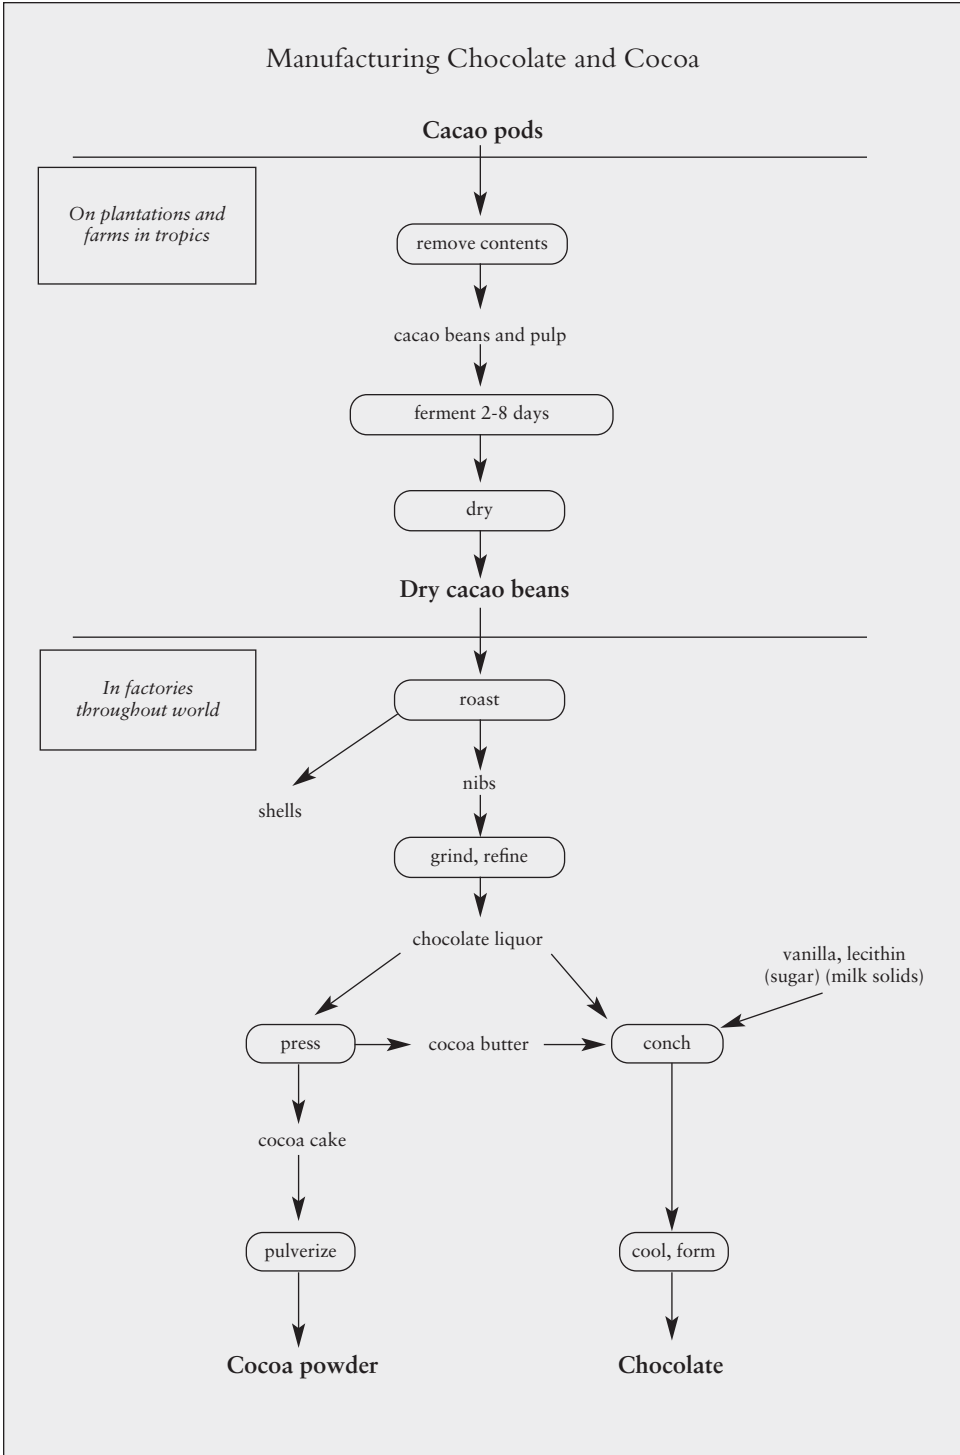 Manufacturing Chocolate and Cocoa
Cacao pods
On plantations and
farms in tropics
remove contents
cacao beans and pulp
ferment 2-8 days
dry
Dry cacao beans
In factories
throughout world
roast
nibs
shells
grind, refine
chocolate liquor
vanilla, lecithin
(sugar) (milk solids)
press
cocoa butter
conch
cocoa cake
pulverize
cool, form
Cocoa powder
Chocolate